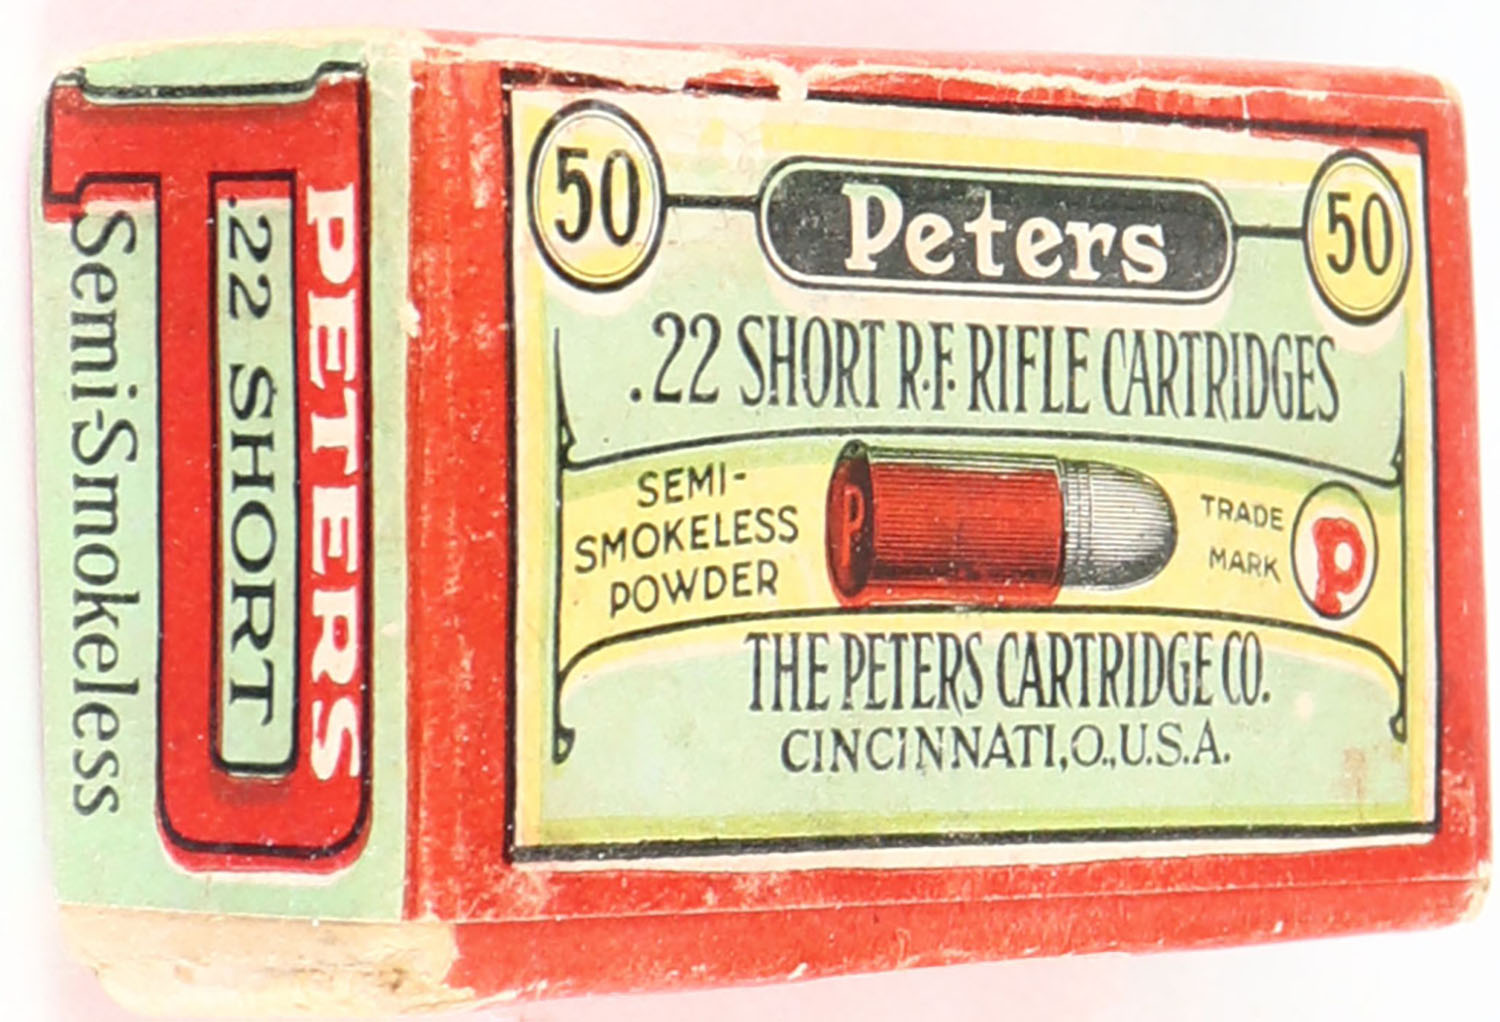 PETERS
.22 SHORT
Semi-Smokeless
50
Peters
50
.22 SHORT R.F. RIFLE CARTRIDGES
SEMI-
SMOKELESS
POWDER
P
TRADE
MARK
P
THE PETERS CARTRIDGE CO.
CINCINNATI,O.,U.S.A.